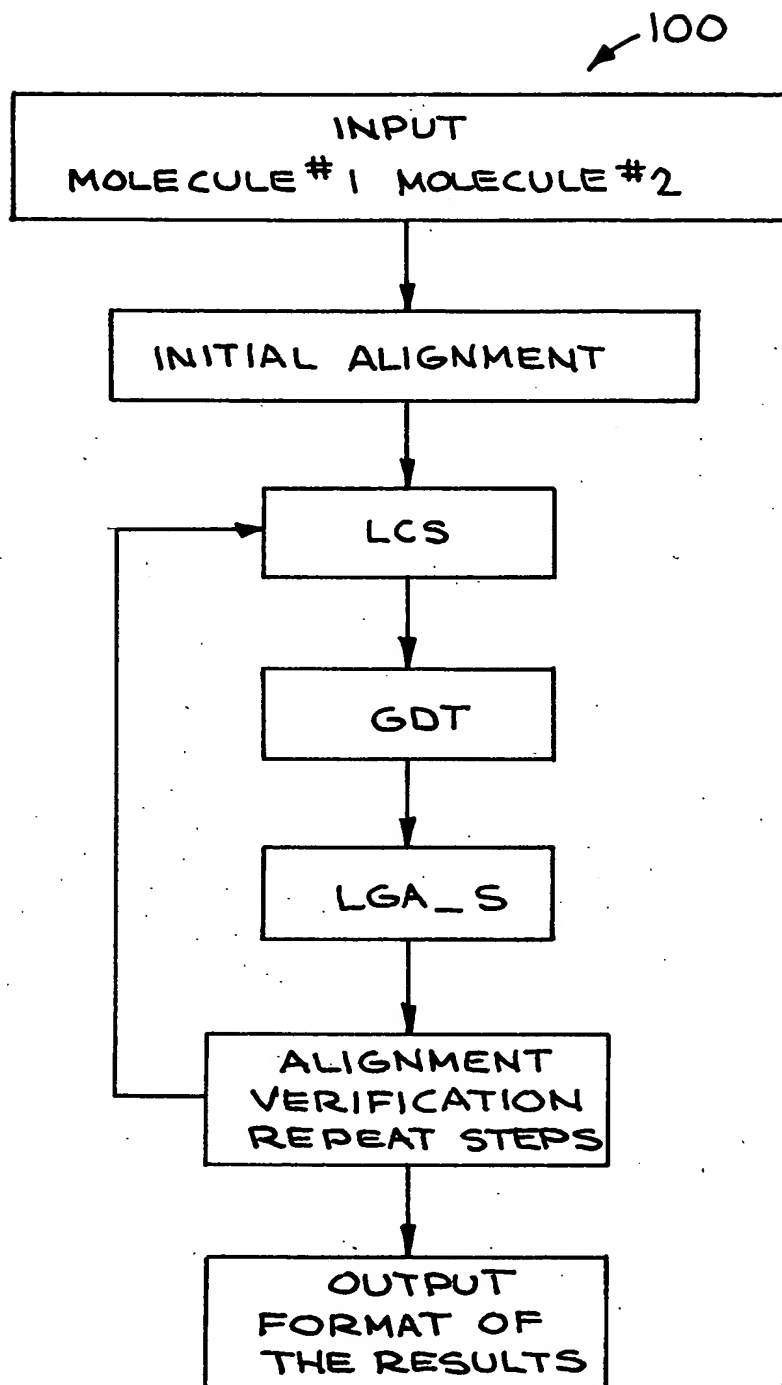 100
INPUT
MOLECULE #1 MOLECULE #2
INITIAL ALIGNMENT
LCS
GDT
LGA_S
ALIGNMENT
VERIFICATION
REPEAT STEPS
OUTPUT
FORMAT OF
THE RESULTS